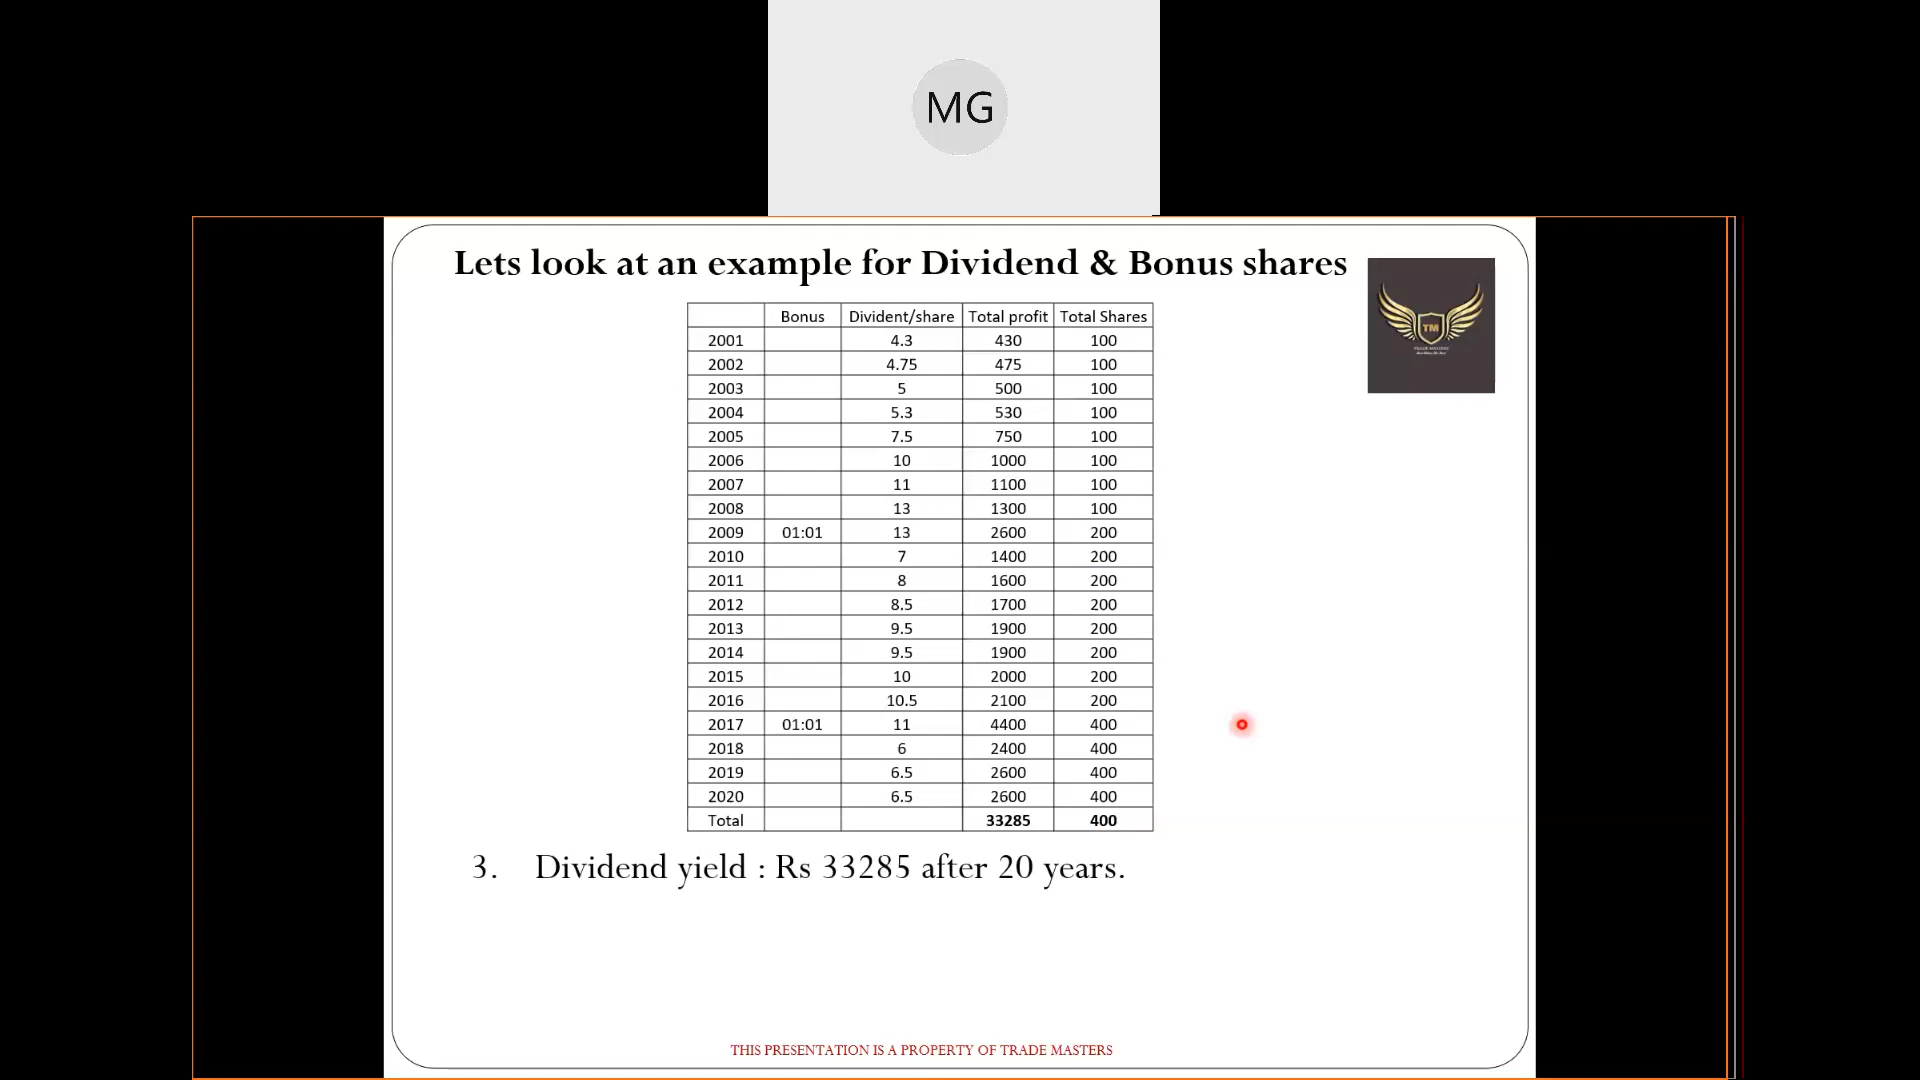 MG
Lets look at an example for Dividend & Bonus shares
Bonus Divident/share Total profit Total Shares
2001 4.3 430 100
2002 4.75 475 100
2003 5 500 100
2004 5.3 530 100
2005 7.5 750 100
2006 10 1000 100
2007 11 1100 100
2008 13 1300 100
2009 01:01 13 2600 200
2010 7 1400 200
2011 8 1600 200
2012 8.5 1700 200
2013 9.5 1900 200
2014 9.5 1900 200
2015 10 2000 200
2016 10.5 2100 200
2017 01:01 11 4400 400
2018 6 2400 400
2019 6.5 2600 400
2020 6.5 2600 400
Total 33285 400
TM
3. Dividend yield : Rs 33285 after 20 years.
THIS PRESENTATION IS A PROPERTY OF TRADE MASTERS